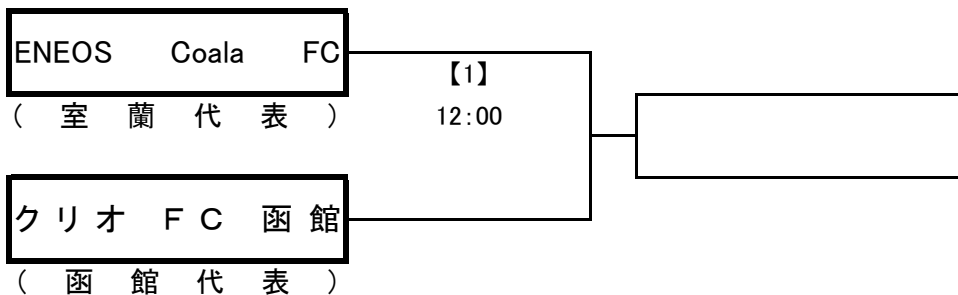 ENEOS Coala FC
【1】
(室蘭代表)
12:00
クリオ ＦＣ 函館
(函館代表)